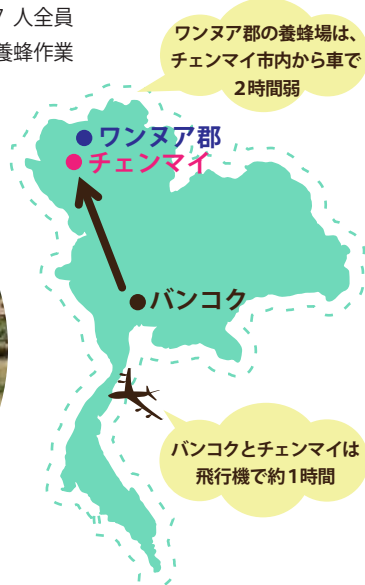 7 人全員
養蜂作業
ワンヌア郡の養蜂場は、
チェンマイ市内から車で
2時間弱
ワンヌア郡
チェンマイ
バンコク
バンコクとチェンマイは
飛行機で約1時間